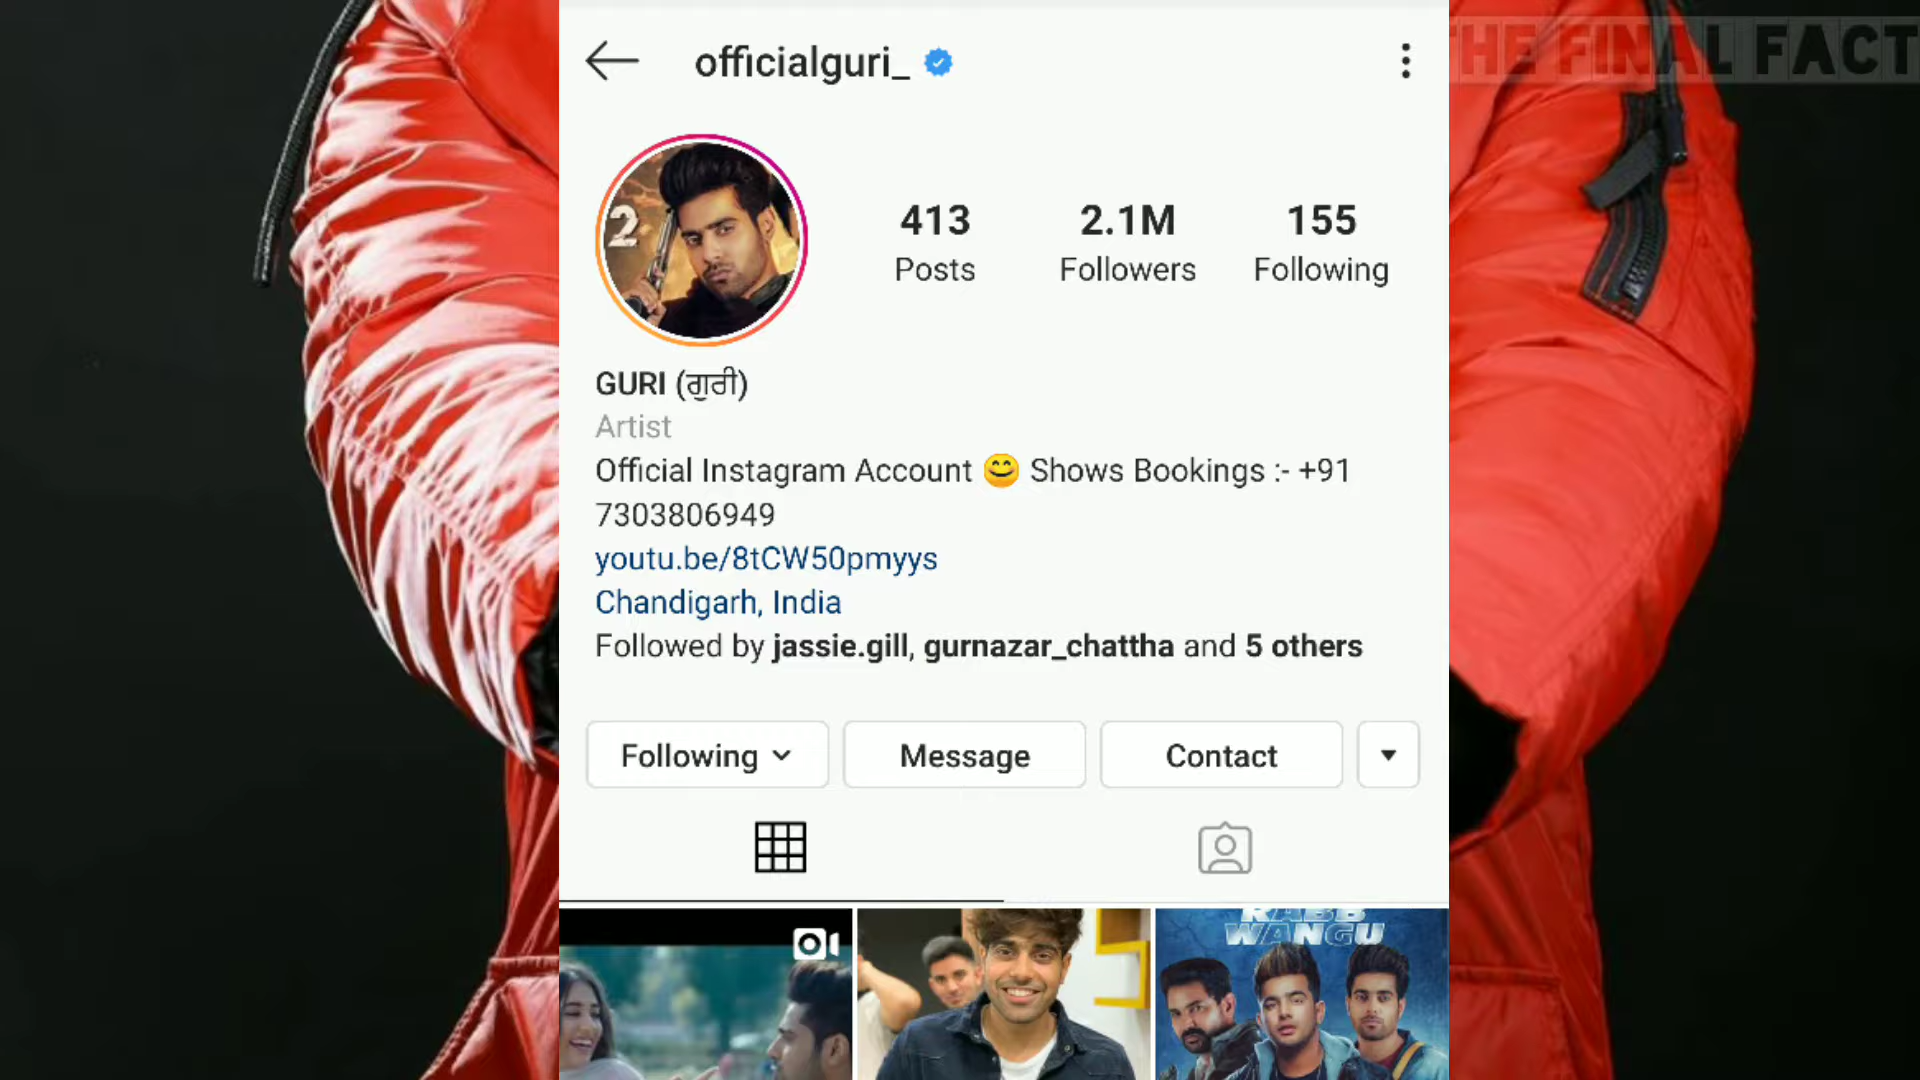 officialguri_
THE FINAL FACT
2
413
Posts
2.1M
Followers
155
Following
GURI (ਗੁਰੀ)
Artist
Official Instagram Account 😊 Shows Bookings :- +91
7303806949
youtu.be/8tCW50pmyys
Chandigarh, India
Followed by jassie.gill, gurnazar_chattha and 5 others
Following
Message
Contact
RABB
WANGU